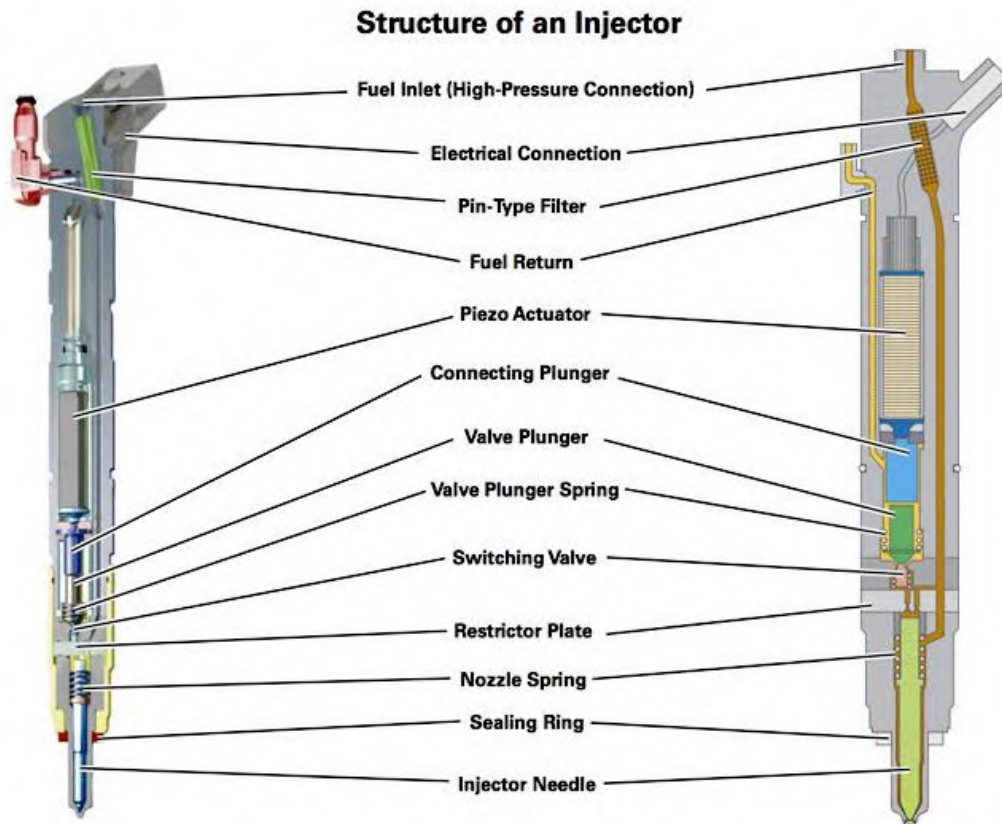 Structure of an Injector
Fuel Inlet (High-Pressure Connection)
Electrical Connection
Pin-Type Filter
Fuel Return
Piezo Actuator
Connecting Plunger
Valve Plunger
Valve Plunger Spring
Switching Valve
Restrictor Plate
Nozzle Spring
Sealing Ring
Injector Needle